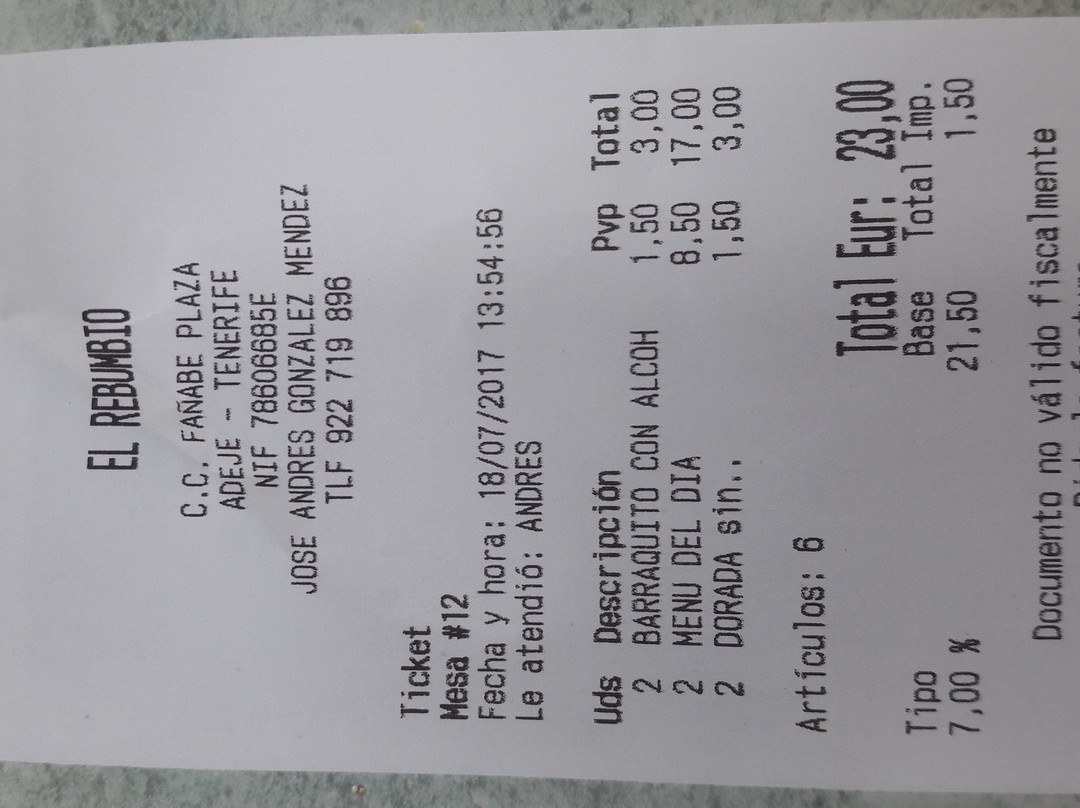 EL REBUMBIO
C.C. FAÑABE PLAZA
ADEJE - TENERIFE
NIF 78606685E
JOSE ANDRES GONZALEZ MENDEZ
TLF 922 719 896
Ticket
Mesa #12
Fecha y hora: 18/07/2017 13:54:56
Le atendió: ANDRES
Uds Descripción Pvp Total
2 BARRAQUITO CON ALCOH 1,50 3,00
2 MENU DEL DIA 8,50 17,00
2 DORADA sin.. 1,50 3,00
Artículos: 6
Total Eur: 23,00
Tipo Base Total Imp.
7,00 % 21,50 1,50
Documento no válido fiscalmente